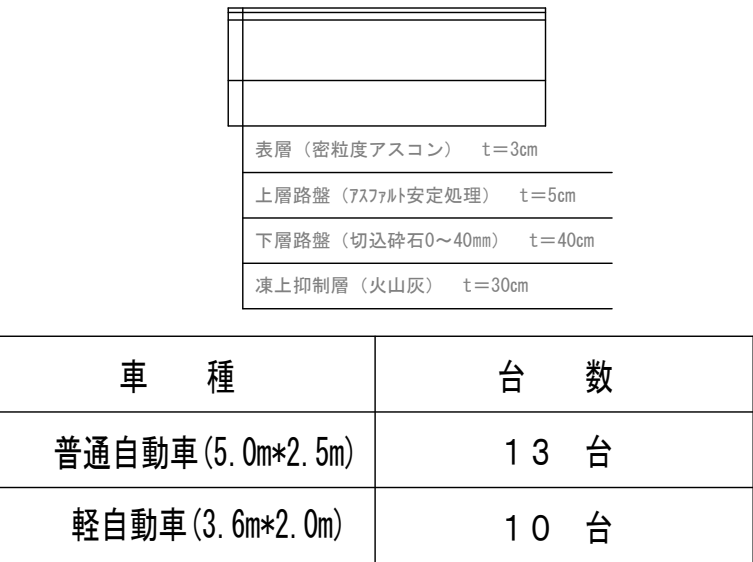 表層（密粒度アスコン）　t＝3㎝
上層路盤（ｱｽﾌｧﾙﾄ安定処理）　t＝5㎝
下層路盤（切込砕石0～40㎜）　t＝40㎝
凍上抑制層（火山灰）　t＝30㎝
車　種　台　数
普通自動車(5.0m*2.5m)　１３　台
軽自動車(3.6m*2.0m)　１０　台